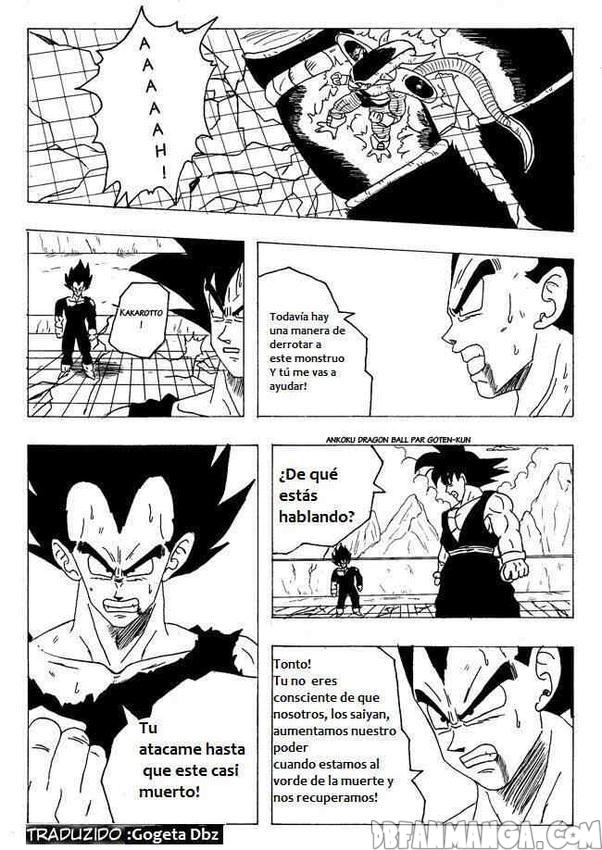 A
A
A
A
A
A
H
!
KAKAROTTO
!
Todavía hay
una manera de
derrotar a
este monstruo
Y tú me vas a
ayudar!
ANKOKU DRAGON BALL PAR GOTEN-KUN
¿De qué
estás
hablando?
Tu
atacame hasta
que este casi
muerto!
Tonto!
Tu no eres
consciente de que
nosotros, los saiyan,
aumentamos nuestro
poder
cuando estamos al
vorde de la muerte y
nos recuperamos!
TRADUZIDO :Gogeta Dbz
DBFANMANGA.COM